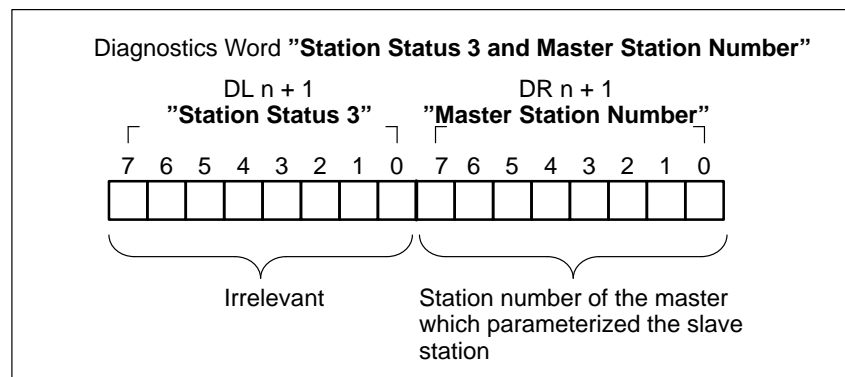 Diagnostics Word ”Station Status 3 and Master Station Number”
DL n + 1 DR n + 1
”Station Status 3” ”Master Station Number”
7 6 5 4 3 2 1 0 7 6 5 4 3 2 1 0
Irrelevant Station number of the master
which parameterized the slave
station